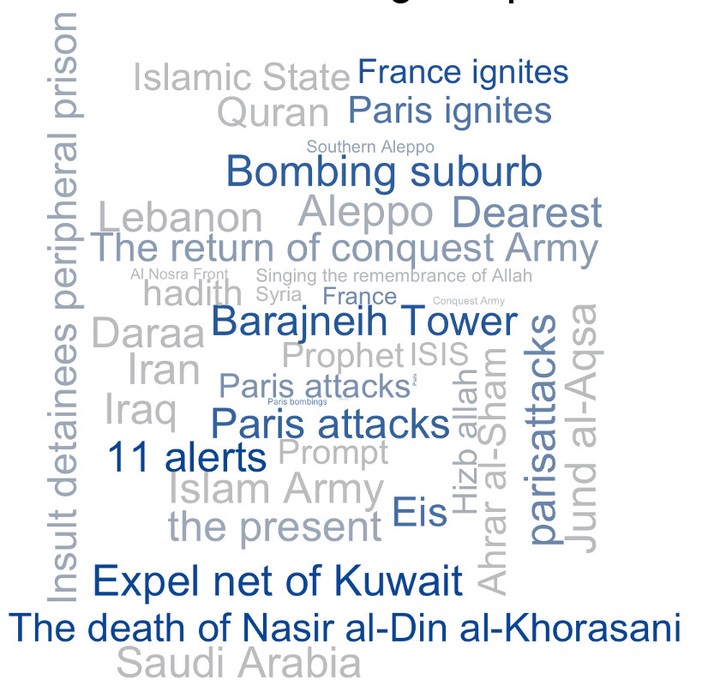 Insult detainees peripheral prison
Islamic State
France ignites
Quran
Paris ignites
Southern Aleppo
Bombing suburb
Lebanon
Aleppo
Dearest
The return of conquest Army
Al Nosra Front
Singing the remembrance of Allah
hadith
Syria
France
Conquest Army
Barajneih Tower
Daraa
Prophet
ISIS
Iran
Paris attacks
Paris bombings
Iraq
Paris attacks
11 alerts
Prompt
Hizb allah
Ahrar al-Sham
parisattacks
Jund al-Aqsa
Islam Army
Eis
the present
Expel net of Kuwait
The death of Nasir al-Din al-Khorasani
Saudi Arabia